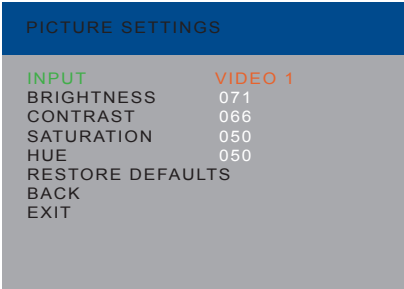 PICTURE SETTINGS
INPUT VIDEO 1
BRIGHTNESS 071
CONTRAST 066
SATURATION 050
HUE 050
RESTORE DEFAULTS
BACK
EXIT